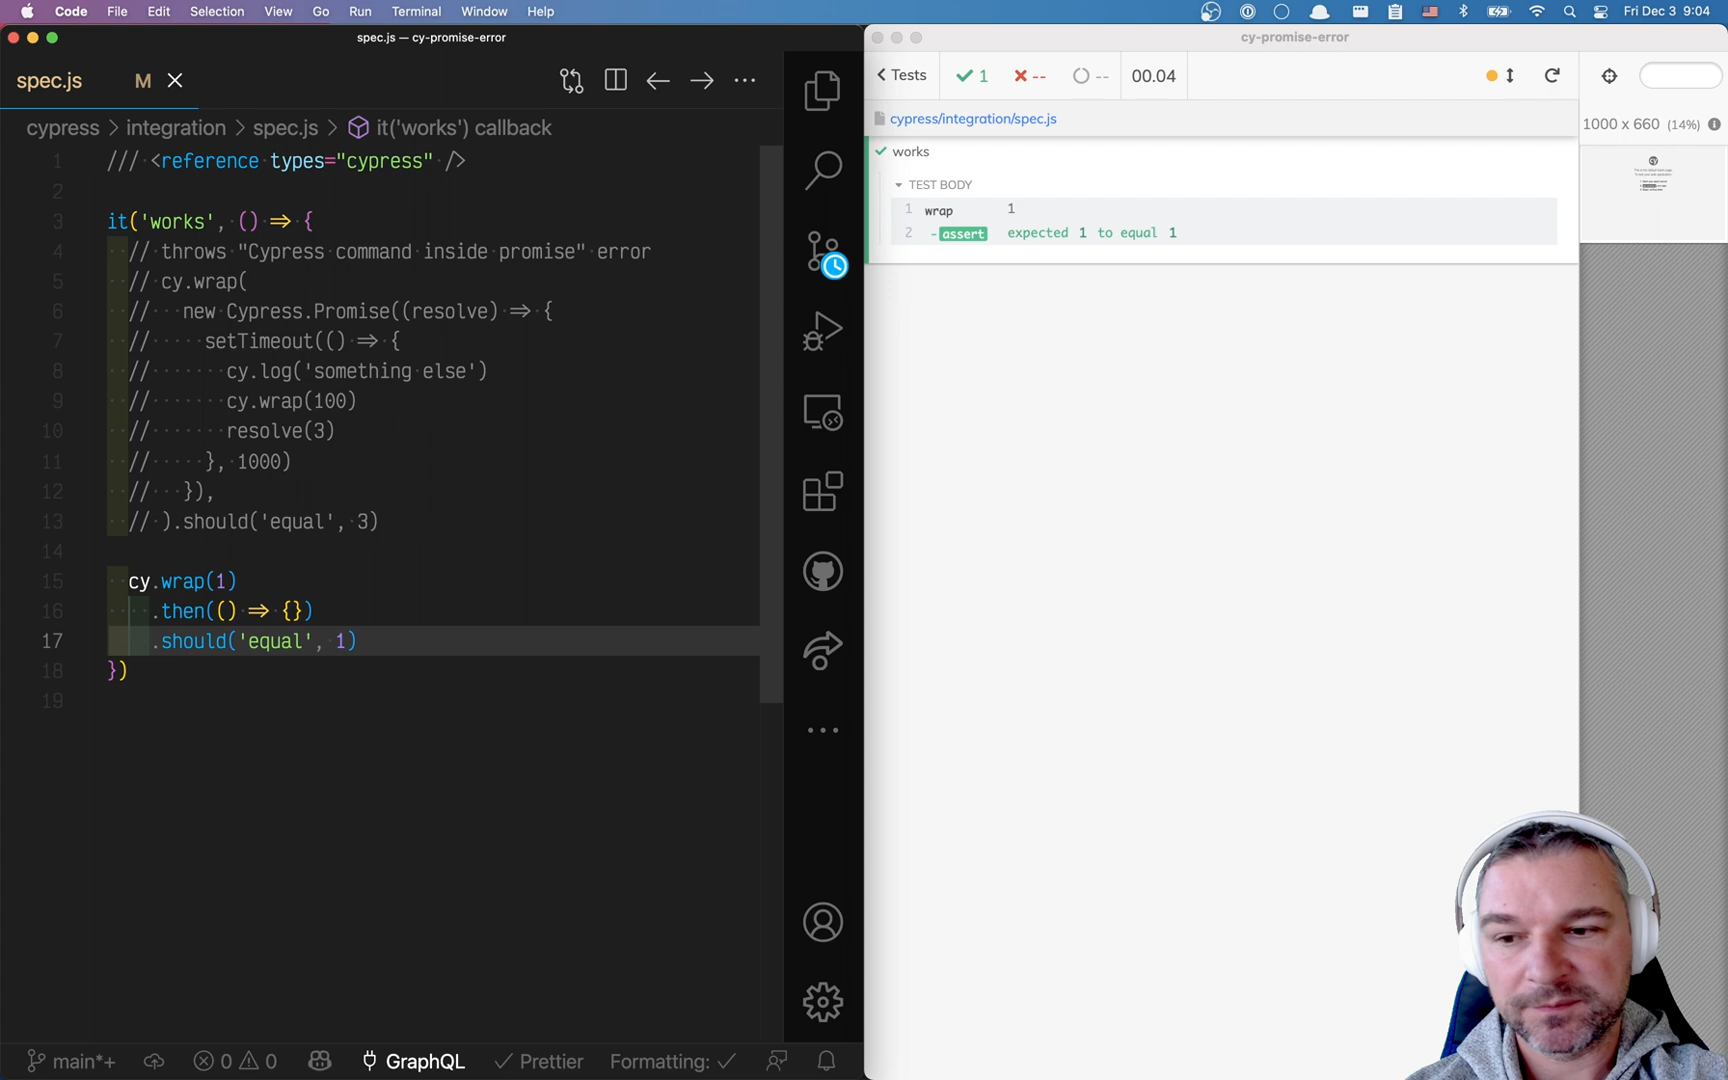 Code File Edit Selection View Go Run Terminal Window Help Fri Dec 3 9:04
spec.js — cy-promise-error
spec.js M
cypress > integration > spec.js > it('works') callback
1 /// <reference types="cypress" />
2
3 it('works', () => {
4 // throws "Cypress command inside promise" error
5 // cy.wrap(
6 // new Cypress.Promise((resolve) => {
7 // setTimeout(() => {
8 // cy.log('something else')
9 // cy.wrap(100)
10 // resolve(3)
11 // }, 1000)
12 // }),
13 // ).should('equal', 3)
14
15 cy.wrap(1)
16 .then(() => {})
17 .should('equal', 1)
18 })
19
main*+ 0 0 GraphQL Prettier Formatting:
cy-promise-error
Tests 1 -- -- 00.04
cypress/integration/spec.js
1000 x 660 (14%)
works
TEST BODY
1 wrap 1
2 -assert expected 1 to equal 1